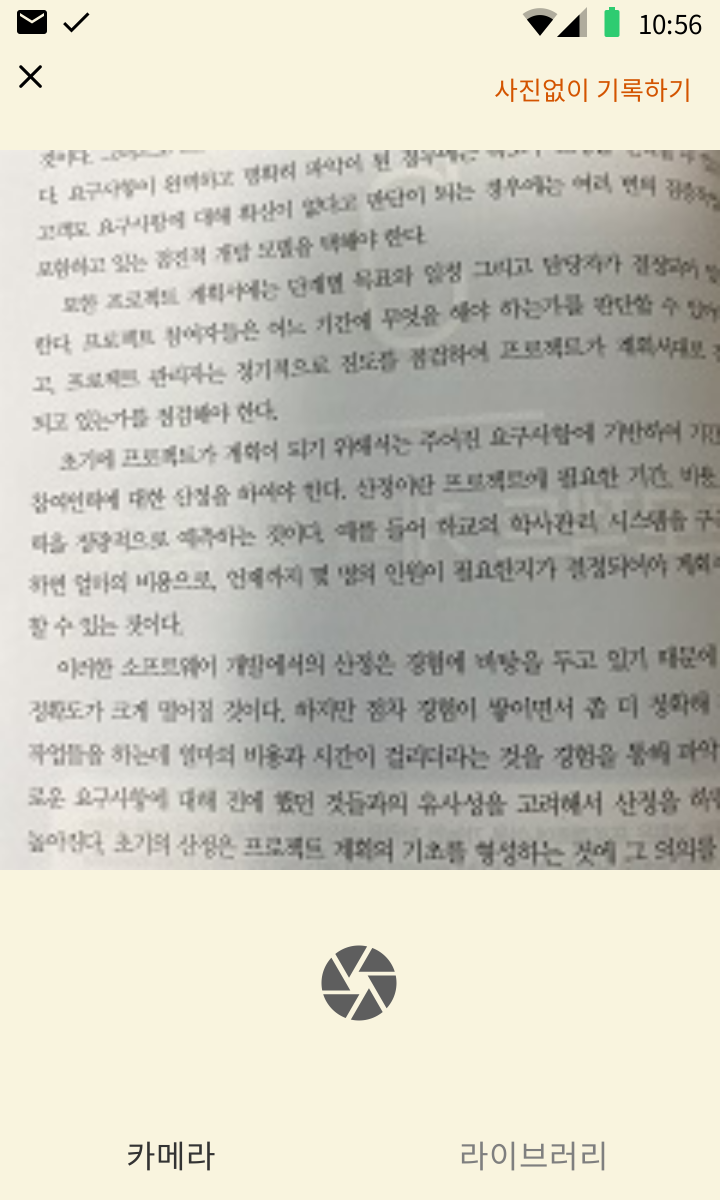 10:56
사진없이 기록하기
다. 요구사항이 완벽하고 명확히 파악이 된 경우에는
고객도 요구사항에 대해 확신이 없다고 판단이 되는 경우에는 여러 번의
포함하고 있는 점진적 개발 모델을 택해야 한다.
또한 프로젝트 계획서에는 단계별 목표와 일정 그리고 담당자가 결정되어
한다. 프로젝트 참여자들은 어느 기간에 무엇을 해야 하는가를 판단할 수 있어
고, 프로젝트 관리자는 정기적으로 진도를 점검하여 프로젝트가 계획서대로
되고 있는가를 점검해야 한다.
초기에 프로젝트가 계획이 되기 위해서는 주어진 요구사항에 기반하여 기간
참여인력에 대한 산정을 하여야 한다. 산정이란 프로젝트에 필요한 기간, 비용,
력을 정량적으로 예측하는 것이다. 예를 들어 학교의 학사관리 시스템을 구
하면 얼마의 비용으로, 언제까지 몇 명의 인원이 필요한지가 결정되어야 계획
할 수 있는 것이다.
이러한 소프트웨어 개발에서의 산정은 경험에 바탕을 두고 있기 때문에
정확도가 크게 떨어질 것이다. 하지만 점차 경험이 쌓이면서 좀 더 정확해
작업들을 하는데 얼마의 비용과 시간이 걸리더라는 것을 경험을 통해 파악
로운 요구사항에 대해 전에 했던 것들과의 유사성을 고려해서 산정을 하
높아진다. 초기의 산정은 프로젝트 계획의 기초를 형성하는 것에 그 의의를
카메라
라이브러리